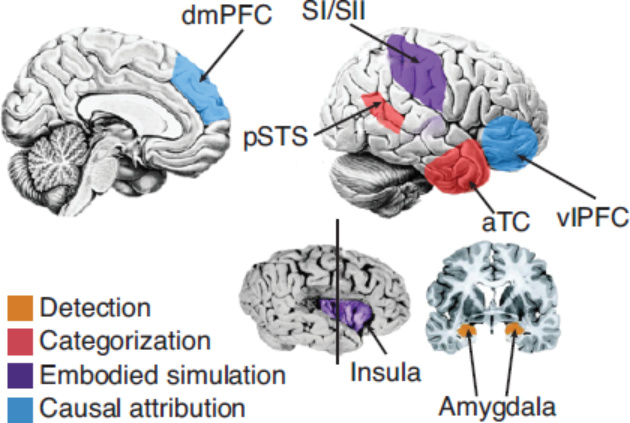 dmPFC
SI/SII
pSTS
aTC
vlPFC
Detection
Categorization
Embodied simulation
Causal attribution
Insula
Amygdala